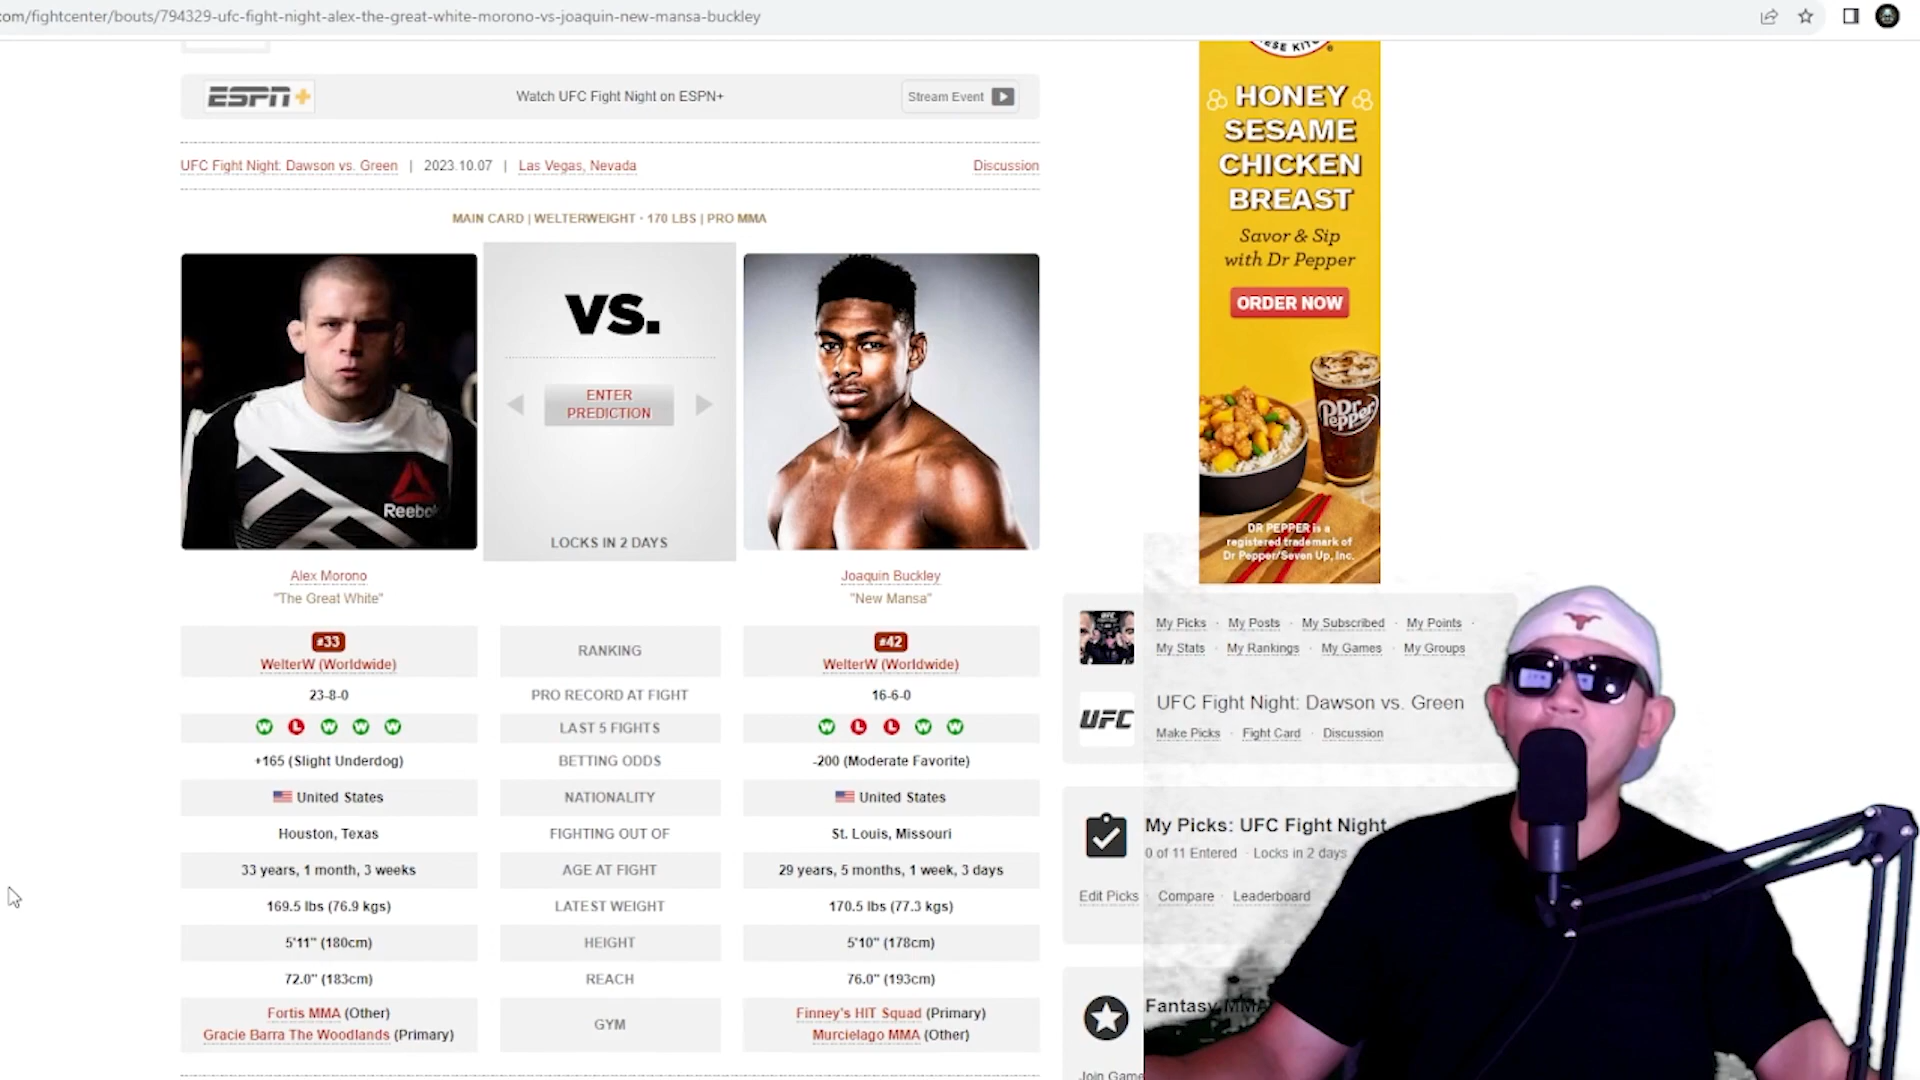 com/fightcenter/bouts/794329-ufc-fight-night-alex-the-great-white-morono-vs-joaquin-new-mansa-buckley
ESPN+
Watch UFC Fight Night on ESPN+
Stream Event
UFC Fight Night: Dawson vs. Green | 2023.10.07 | Las Vegas, Nevada
Discussion
MAIN CARD | WELTERWEIGHT · 170 LBS | PRO MMA
Reebok
VS.
ENTER
PREDICTION
LOCKS IN 2 DAYS
Alex Morono
"The Great White"
Joaquin Buckley
"New Mansa"
#33
WelterW (Worldwide)
RANKING
#42
WelterW (Worldwide)
23-8-0
PRO RECORD AT FIGHT
16-6-0
W L W W W
LAST 5 FIGHTS
W L L W W
+165 (Slight Underdog)
BETTING ODDS
-200 (Moderate Favorite)
United States
NATIONALITY
United States
Houston, Texas
FIGHTING OUT OF
St. Louis, Missouri
33 years, 1 month, 3 weeks
AGE AT FIGHT
29 years, 5 months, 1 week, 3 days
169.5 lbs (76.9 kgs)
LATEST WEIGHT
170.5 lbs (77.3 kgs)
5'11" (180cm)
HEIGHT
5'10" (178cm)
72.0" (183cm)
REACH
76.0" (193cm)
Fortis MMA (Other)
Gracie Barra The Woodlands (Primary)
GYM
Finney's HIT Squad (Primary)
Murcielago MMA (Other)
HONEY
SESAME
CHICKEN
BREAST
Savor & Sip
with Dr Pepper
ORDER NOW
Dr Pepper
DR PEPPER is a
registered trademark of
Dr Pepper/Seven Up, Inc.
My Picks · My Posts · My Subscribed · My Points ·
My Stats · My Rankings · My Games · My Groups
UFC
UFC Fight Night: Dawson vs. Green
Make Picks · Fight Card · Discussion
My Picks: UFC Fight Night
0 of 11 Entered · Locks in 2 days
Edit Picks · Compare · Leaderboard
Fantasy MMA
Join Game